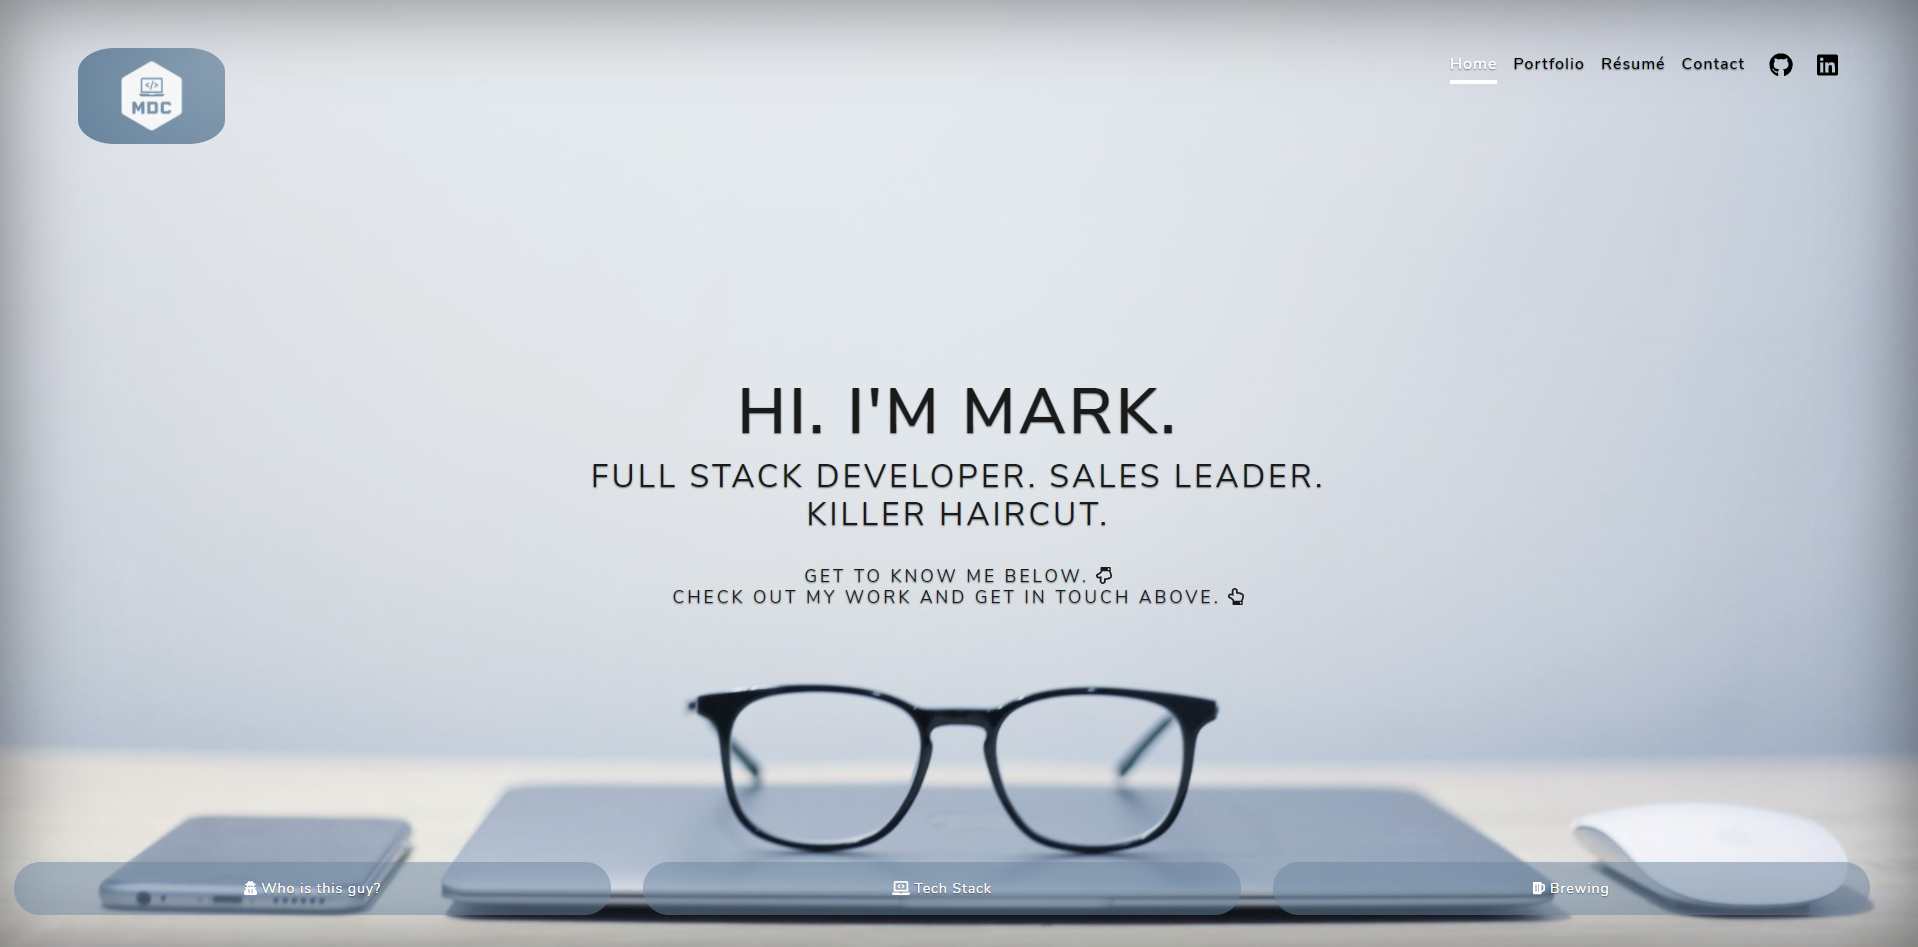 MDC
Home Portfolio Résumé Contact
HI. I'M MARK.
FULL STACK DEVELOPER. SALES LEADER.
KILLER HAIRCUT.
GET TO KNOW ME BELOW.
CHECK OUT MY WORK AND GET IN TOUCH ABOVE.
Who is this guy?
Tech Stack
Brewing